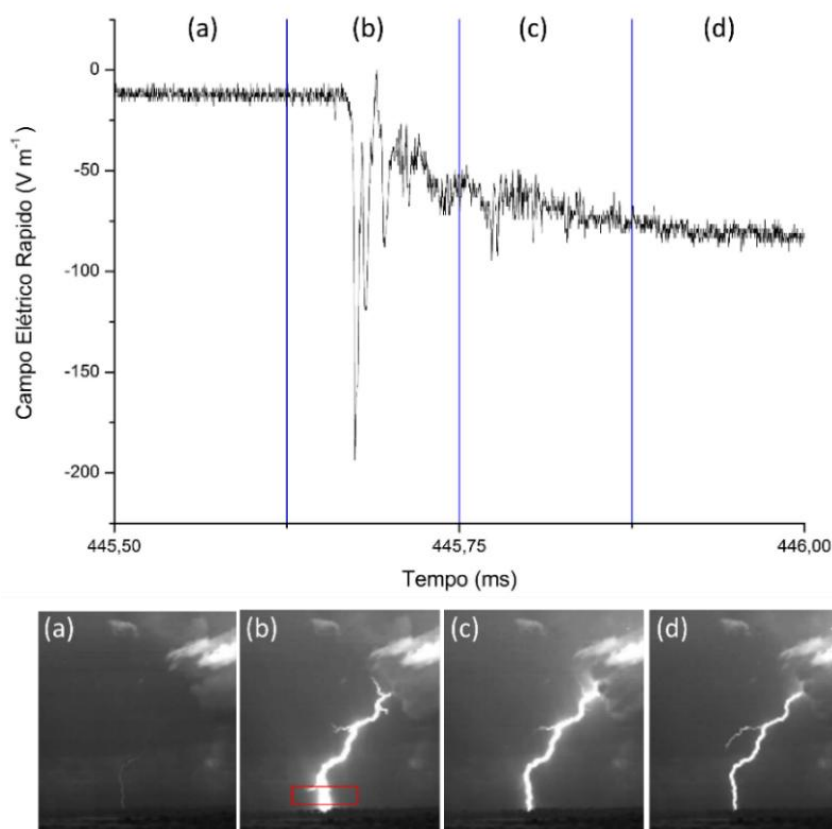 (a) (b) (c) (d)
0
-50
-100
-150
-200
Campo Elétrico Rapido (V m⁻¹)
445,50 445,75 446,00
Tempo (ms)
(a) (b) (c) (d)